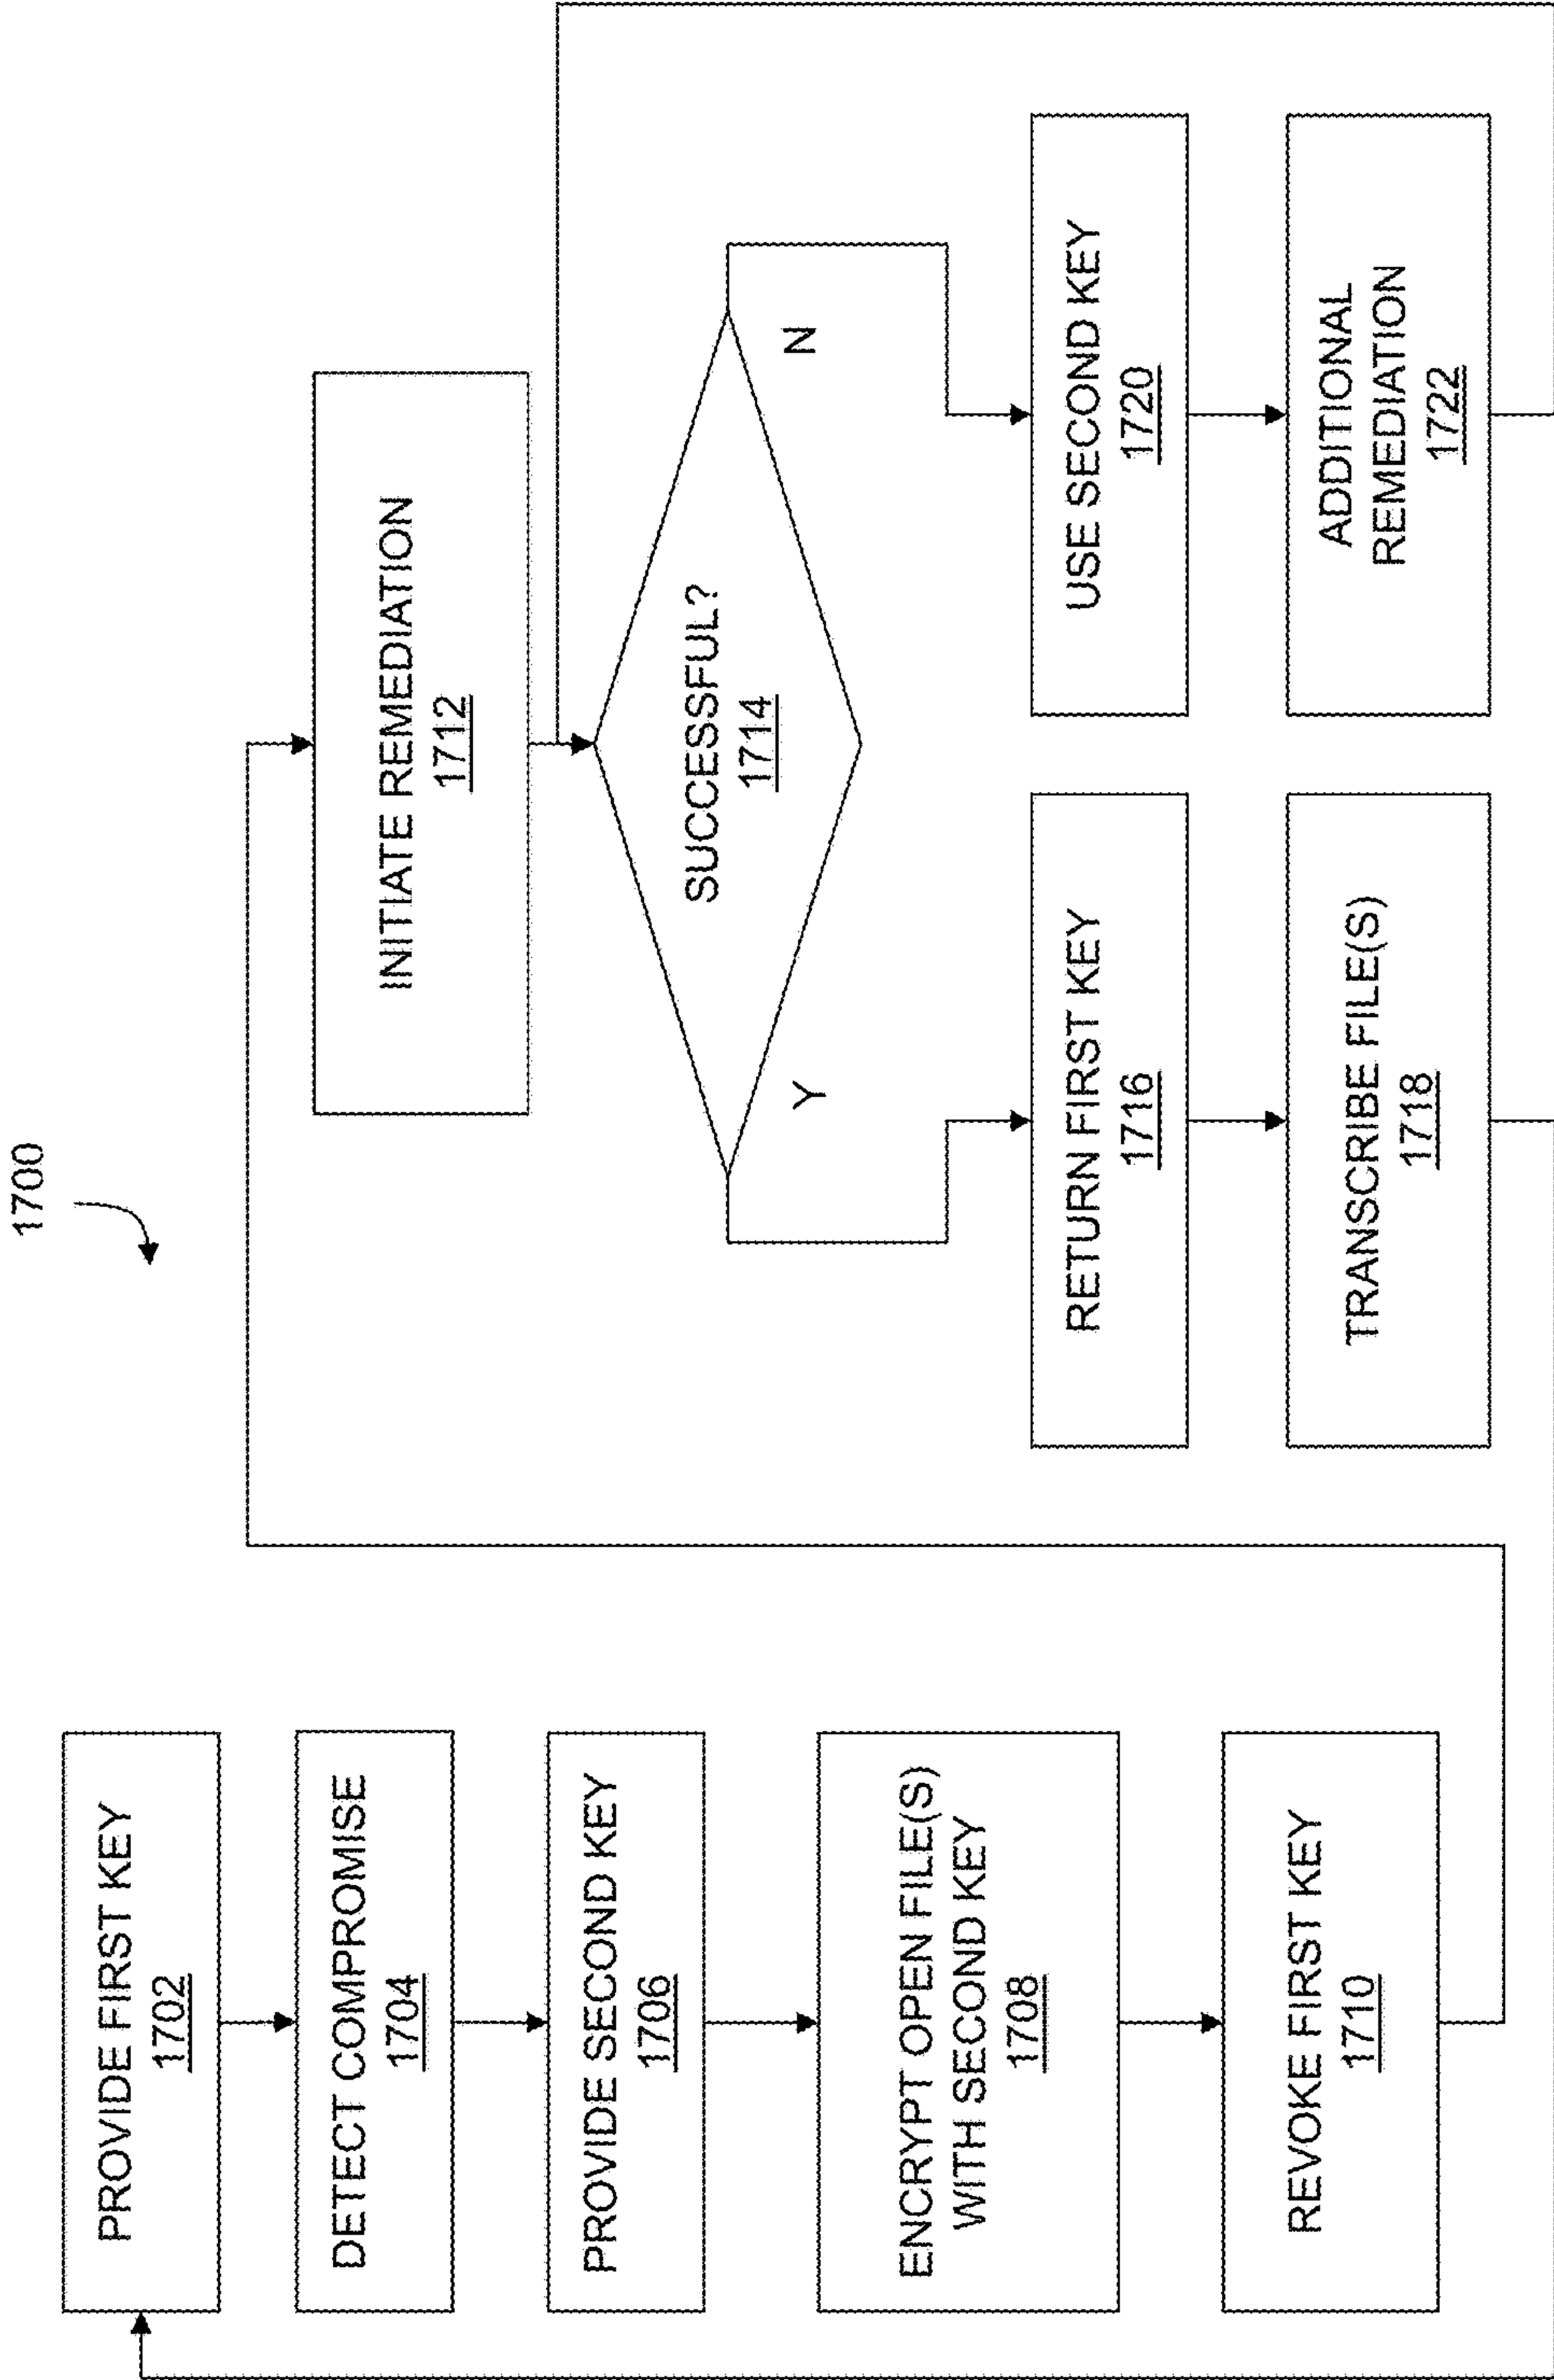 1700
PROVIDE FIRST KEY
1702
DETECT COMPROMISE
1704
PROVIDE SECOND KEY
1706
ENCRYPT OPEN FILE(S)
WITH SECOND KEY
1708
REVOKE FIRST KEY
1710
INITIATE REMEDIATION
1712
SUCCESSFUL?
1714
Y
N
RETURN FIRST KEY
1716
TRANSCRIBE FILE(S)
1718
USE SECOND KEY
1720
ADDITIONAL
REMEDIATION
1722